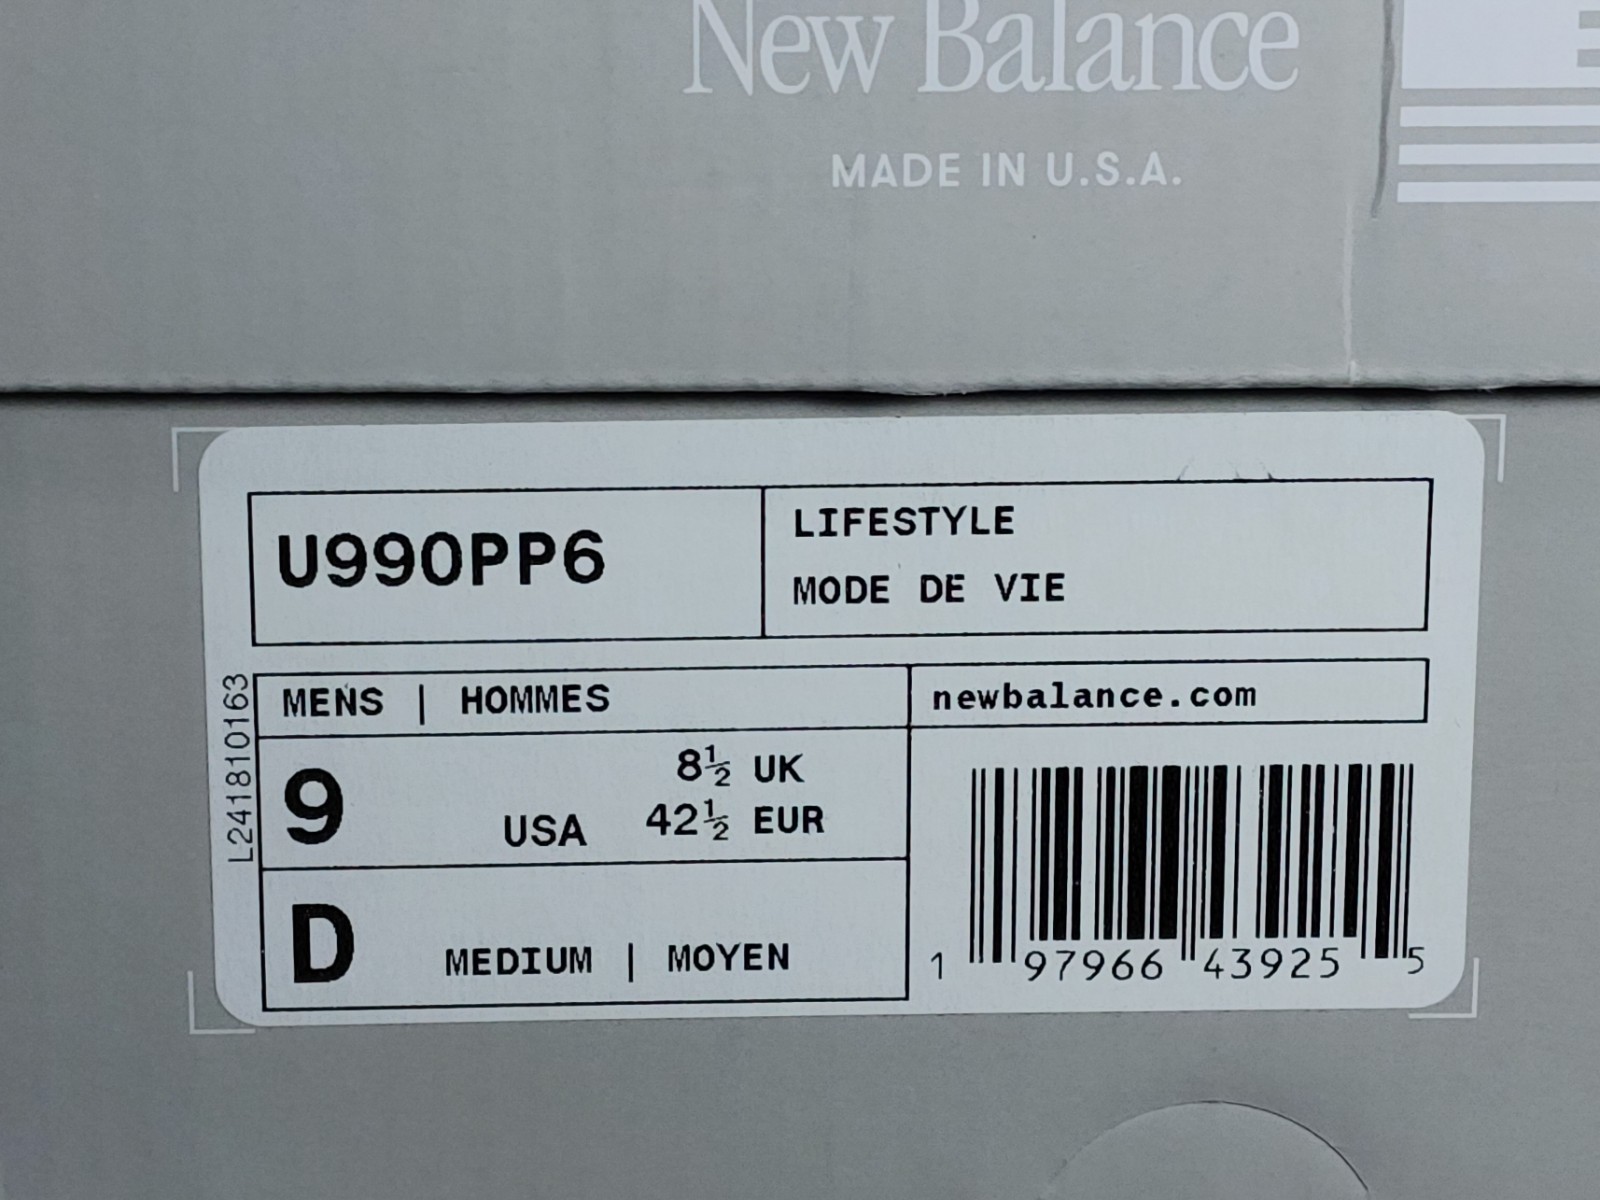 New Balance
MADE IN U.S.A.
U990PP6
LIFESTYLE
MODE DE VIE
L241810163
MENS | HOMMES
newbalance.com
9 USA
8½ UK
42½ EUR
D MEDIUM | MOYEN
1 97966 43925 5